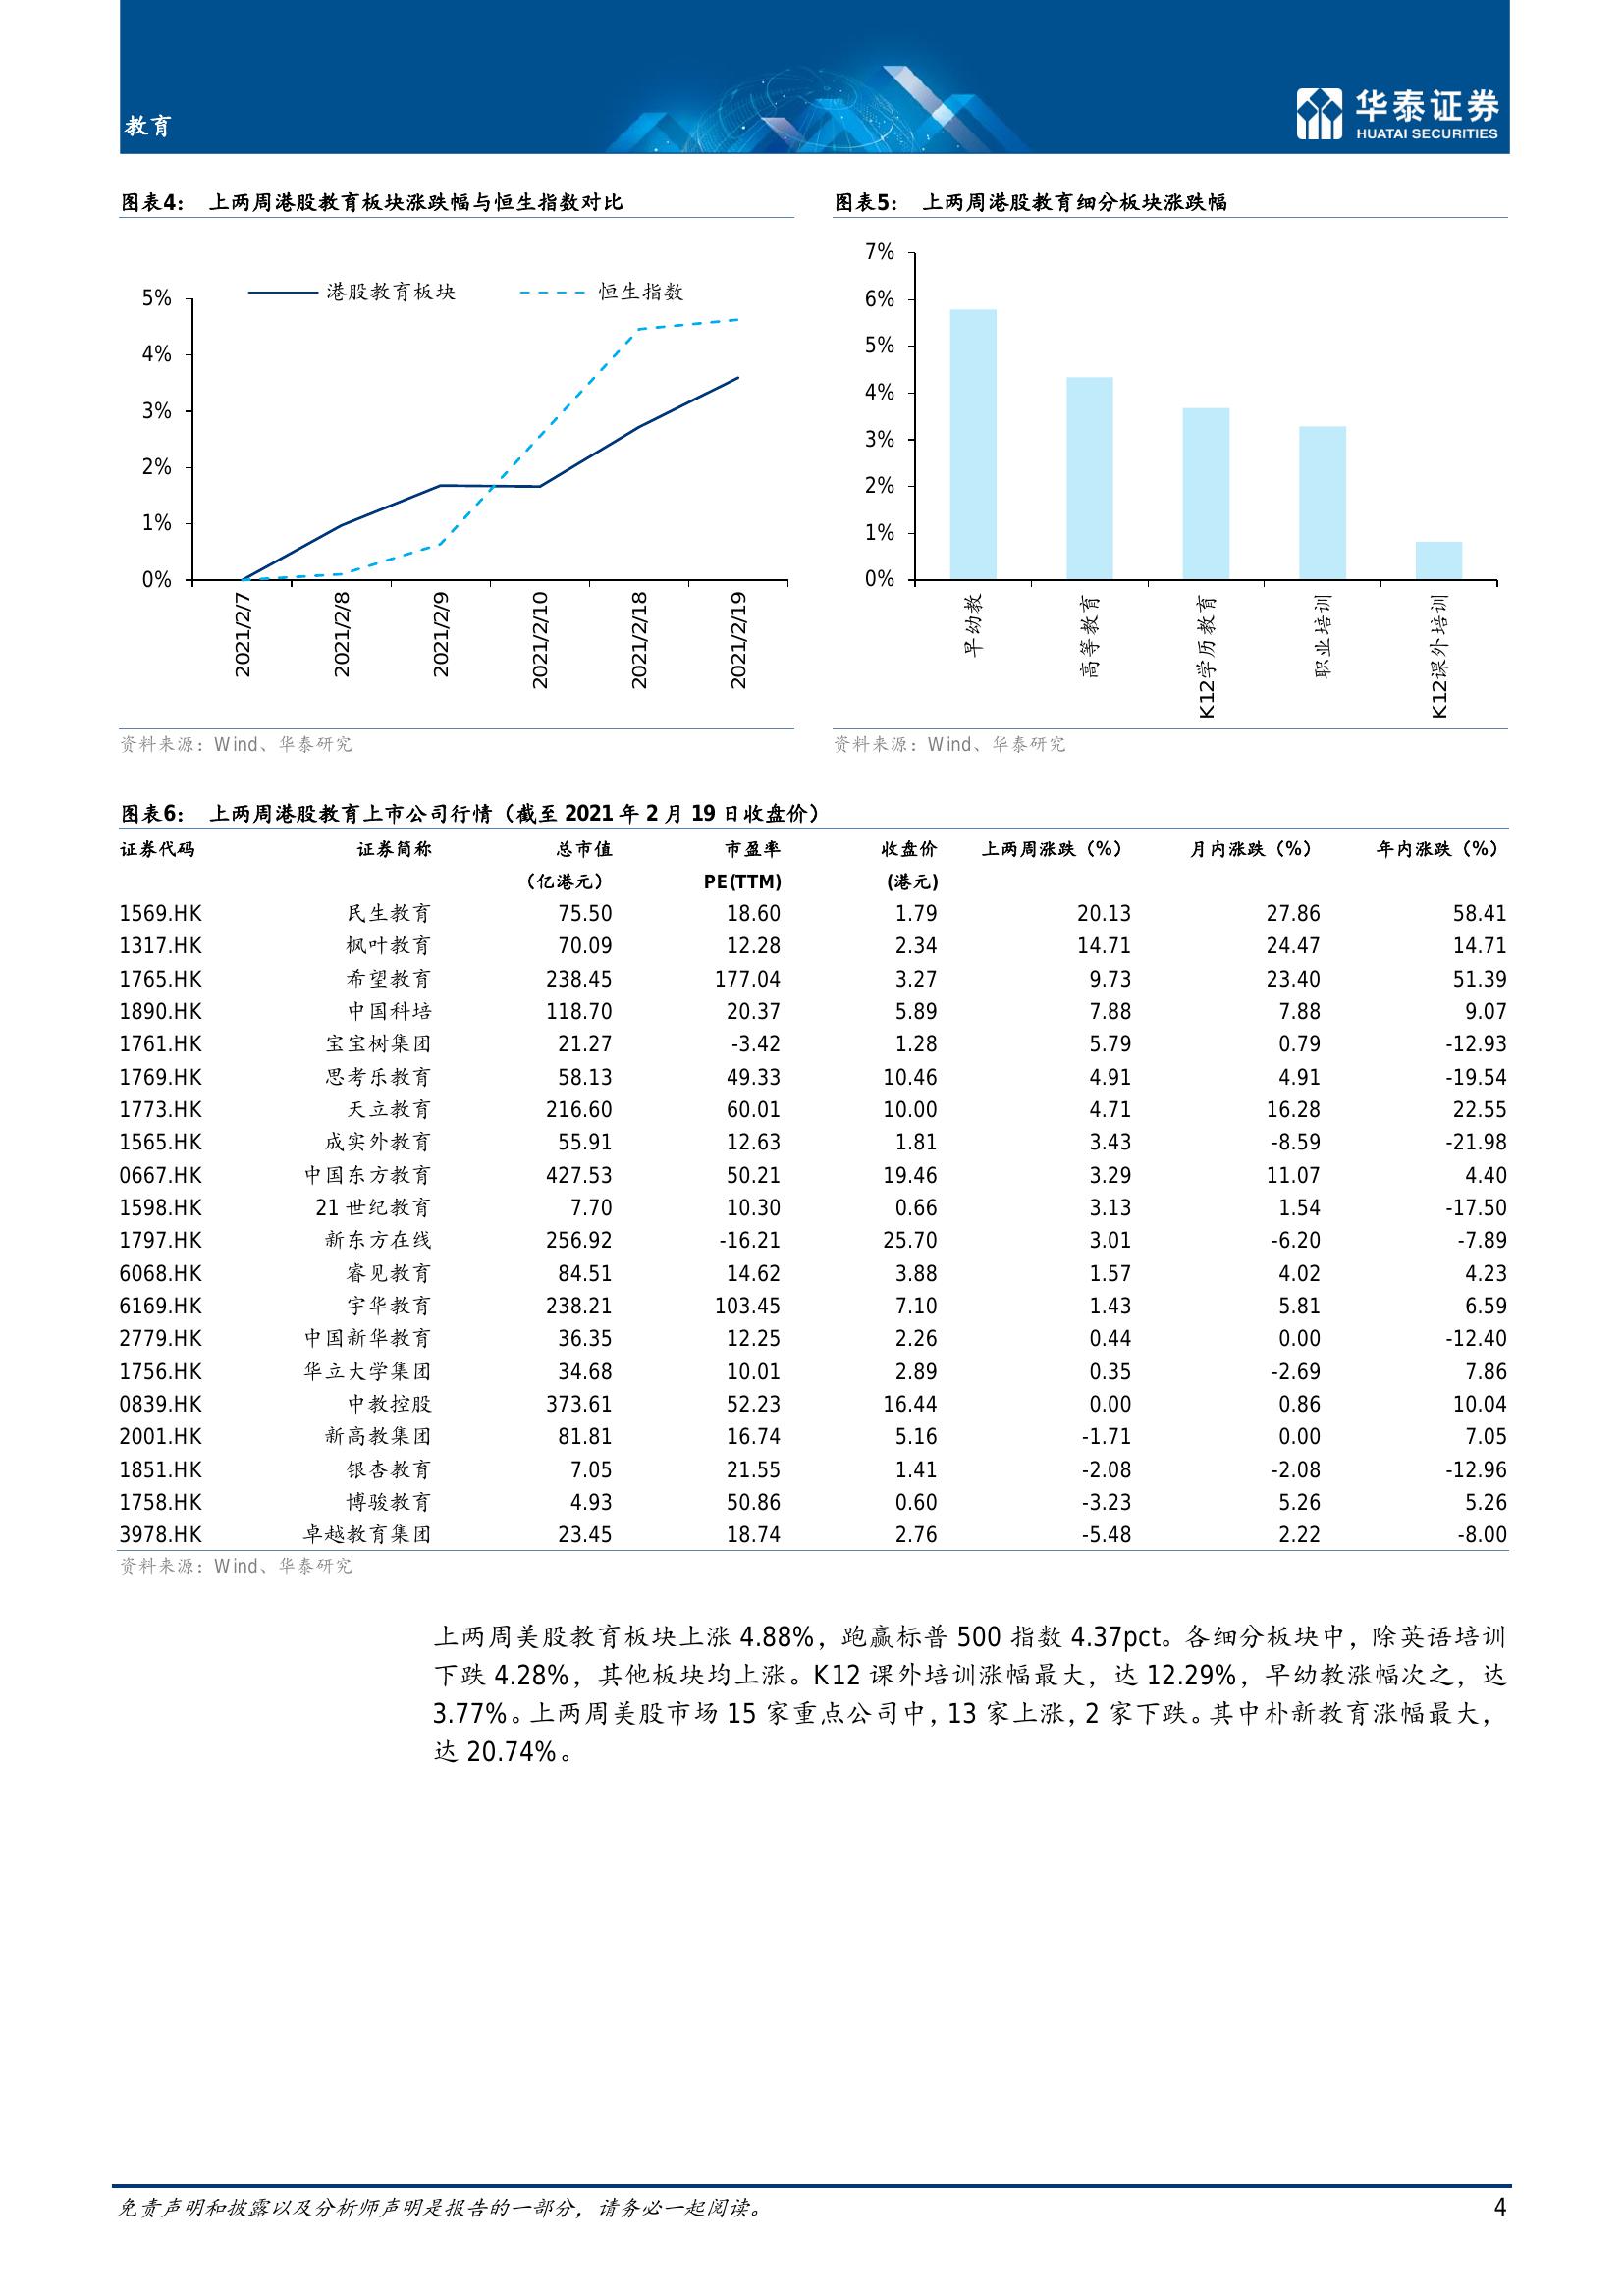 教育
华泰证券
HUATAI SECURITIES
图表4： 上两周港股教育板块涨跌幅与恒生指数对比
港股教育板块 恒生指数
5%
4%
3%
2%
1%
0%
2021/2/7
2021/2/8
2021/2/9
2021/2/10
2021/2/18
2021/2/19
资料来源：Wind、华泰研究
图表5： 上两周港股教育细分板块涨跌幅
7%
6%
5%
4%
3%
2%
1%
0%
早幼教
高等教育
K12学历教育
职业培训
K12课外培训
资料来源：Wind、华泰研究
图表6： 上两周港股教育上市公司行情（截至 2021 年 2 月 19 日收盘价）
证券代码 证券简称 总市值 市盈率 收盘价 上两周涨跌（%） 月内涨跌（%） 年内涨跌（%）
（亿港元） PE(TTM) (港元)
1569.HK 民生教育 75.50 18.60 1.79 20.13 27.86 58.41
1317.HK 枫叶教育 70.09 12.28 2.34 14.71 24.47 14.71
1765.HK 希望教育 238.45 177.04 3.27 9.73 23.40 51.39
1890.HK 中国科培 118.70 20.37 5.89 7.88 7.88 9.07
1761.HK 宝宝树集团 21.27 -3.42 1.28 5.79 0.79 -12.93
1769.HK 思考乐教育 58.13 49.33 10.46 4.91 4.91 -19.54
1773.HK 天立教育 216.60 60.01 10.00 4.71 16.28 22.55
1565.HK 成实外教育 55.91 12.63 1.81 3.43 -8.59 -21.98
0667.HK 中国东方教育 427.53 50.21 19.46 3.29 11.07 4.40
1598.HK 21 世纪教育 7.70 10.30 0.66 3.13 1.54 -17.50
1797.HK 新东方在线 256.92 -16.21 25.70 3.01 -6.20 -7.89
6068.HK 睿见教育 84.51 14.62 3.88 1.57 4.02 4.23
6169.HK 宇华教育 238.21 103.45 7.10 1.43 5.81 6.59
2779.HK 中国新华教育 36.35 12.25 2.26 0.44 0.00 -12.40
1756.HK 华立大学集团 34.68 10.01 2.89 0.35 -2.69 7.86
0839.HK 中教控股 373.61 52.23 16.44 0.00 0.86 10.04
2001.HK 新高教集团 81.81 16.74 5.16 -1.71 0.00 7.05
1851.HK 银杏教育 7.05 21.55 1.41 -2.08 -2.08 -12.96
1758.HK 博骏教育 4.93 50.86 0.60 -3.23 5.26 5.26
3978.HK 卓越教育集团 23.45 18.74 2.76 -5.48 2.22 -8.00
资料来源：Wind、华泰研究
上两周美股教育板块上涨 4.88%，跑赢标普 500 指数 4.37pct。各细分板块中，除英语培训
下跌 4.28%，其他板块均上涨。K12 课外培训涨幅最大，达 12.29%，早幼教涨幅次之，达
3.77%。上两周美股市场 15 家重点公司中，13 家上涨，2 家下跌。其中朴新教育涨幅最大，
达 20.74%。
免责声明和披露以及分析师声明是报告的一部分，请务必一起阅读。 4